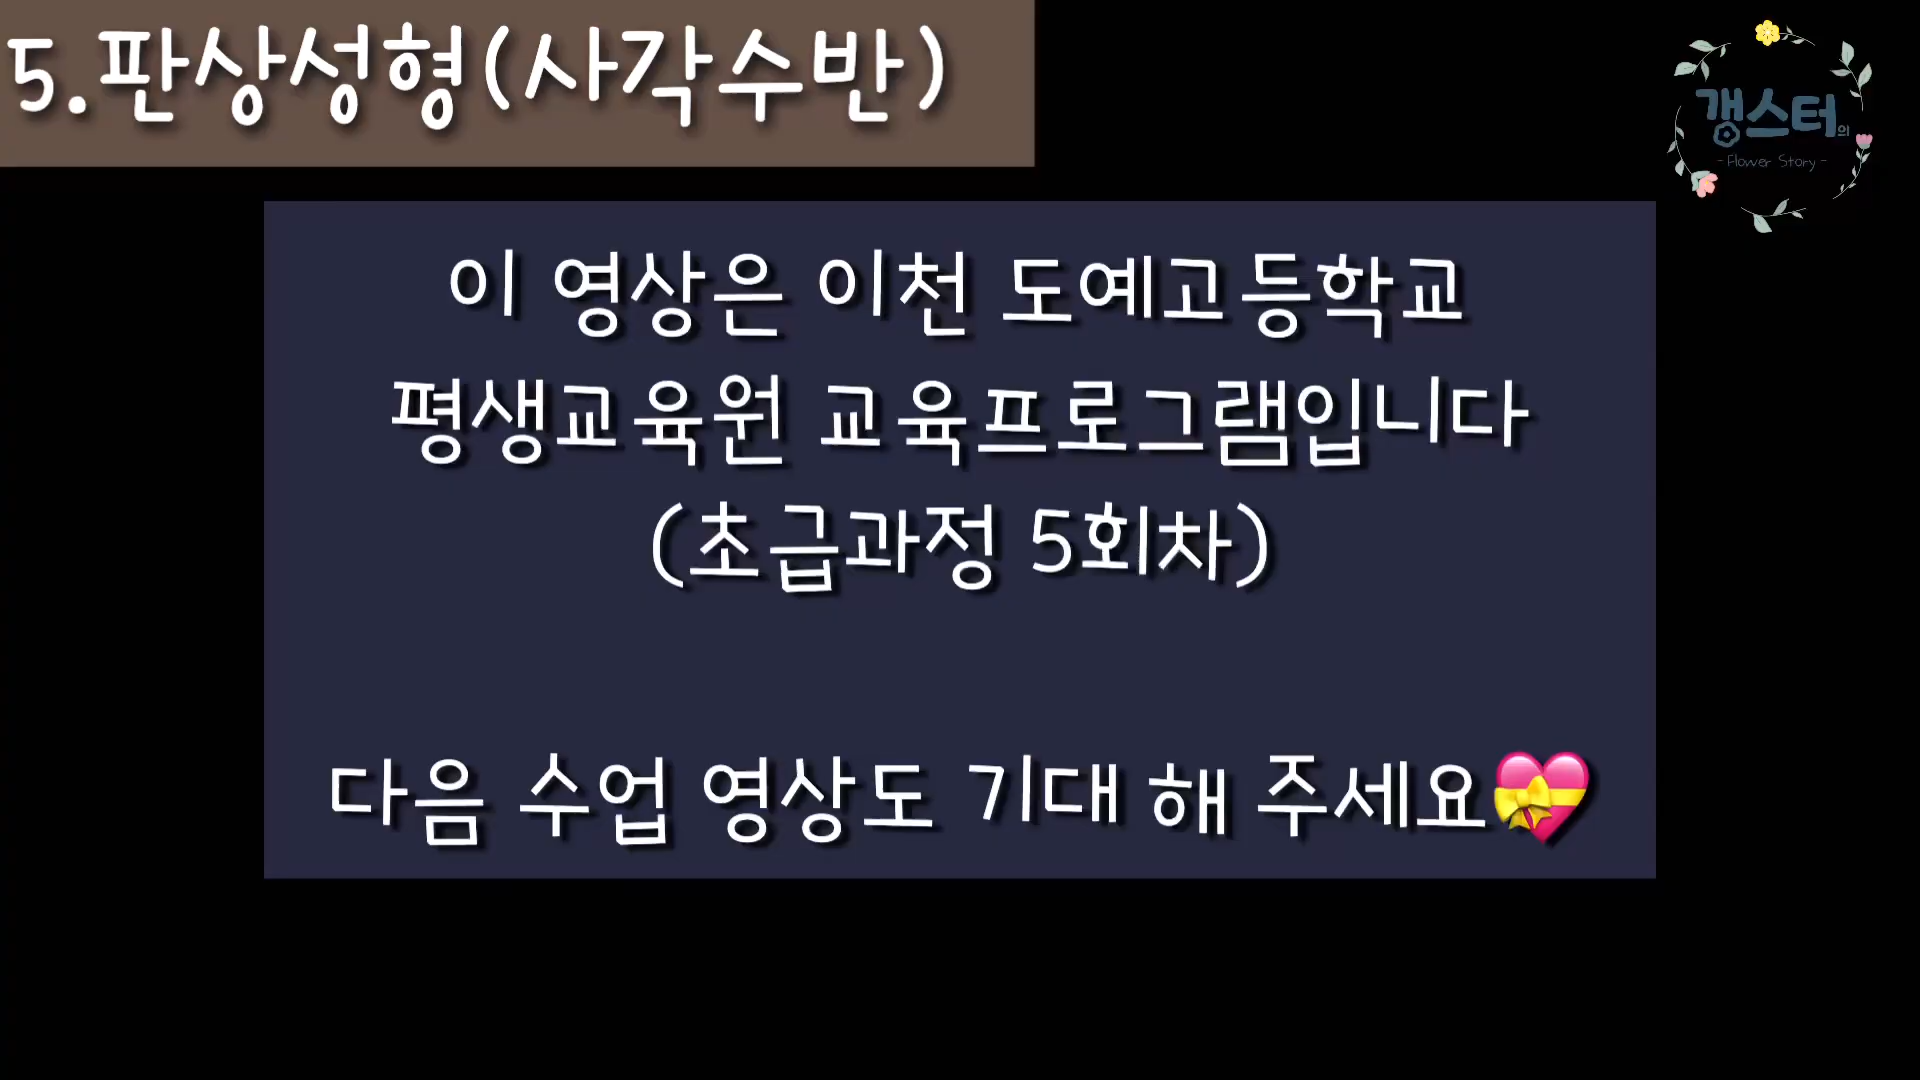 5.판상성형(사각수반)
갱스터의
- Flower Story -
이 영상은 이천 도예고등학교
평생교육원 교육프로그램입니다
(초급과정 5회차)
다음 수업 영상도 기대 해 주세요💝